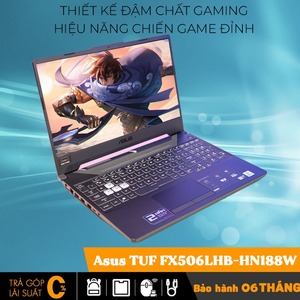 THIẾT KẾ ĐẬM CHẤT GAMING
HIỆU NĂNG CHIẾN GAME ĐỈNH
ASUS
Asus TUF FX506LHB-HN188W
TRẢ GÓP
LÃI SUẤT
Bảo hành 06 THÁNG